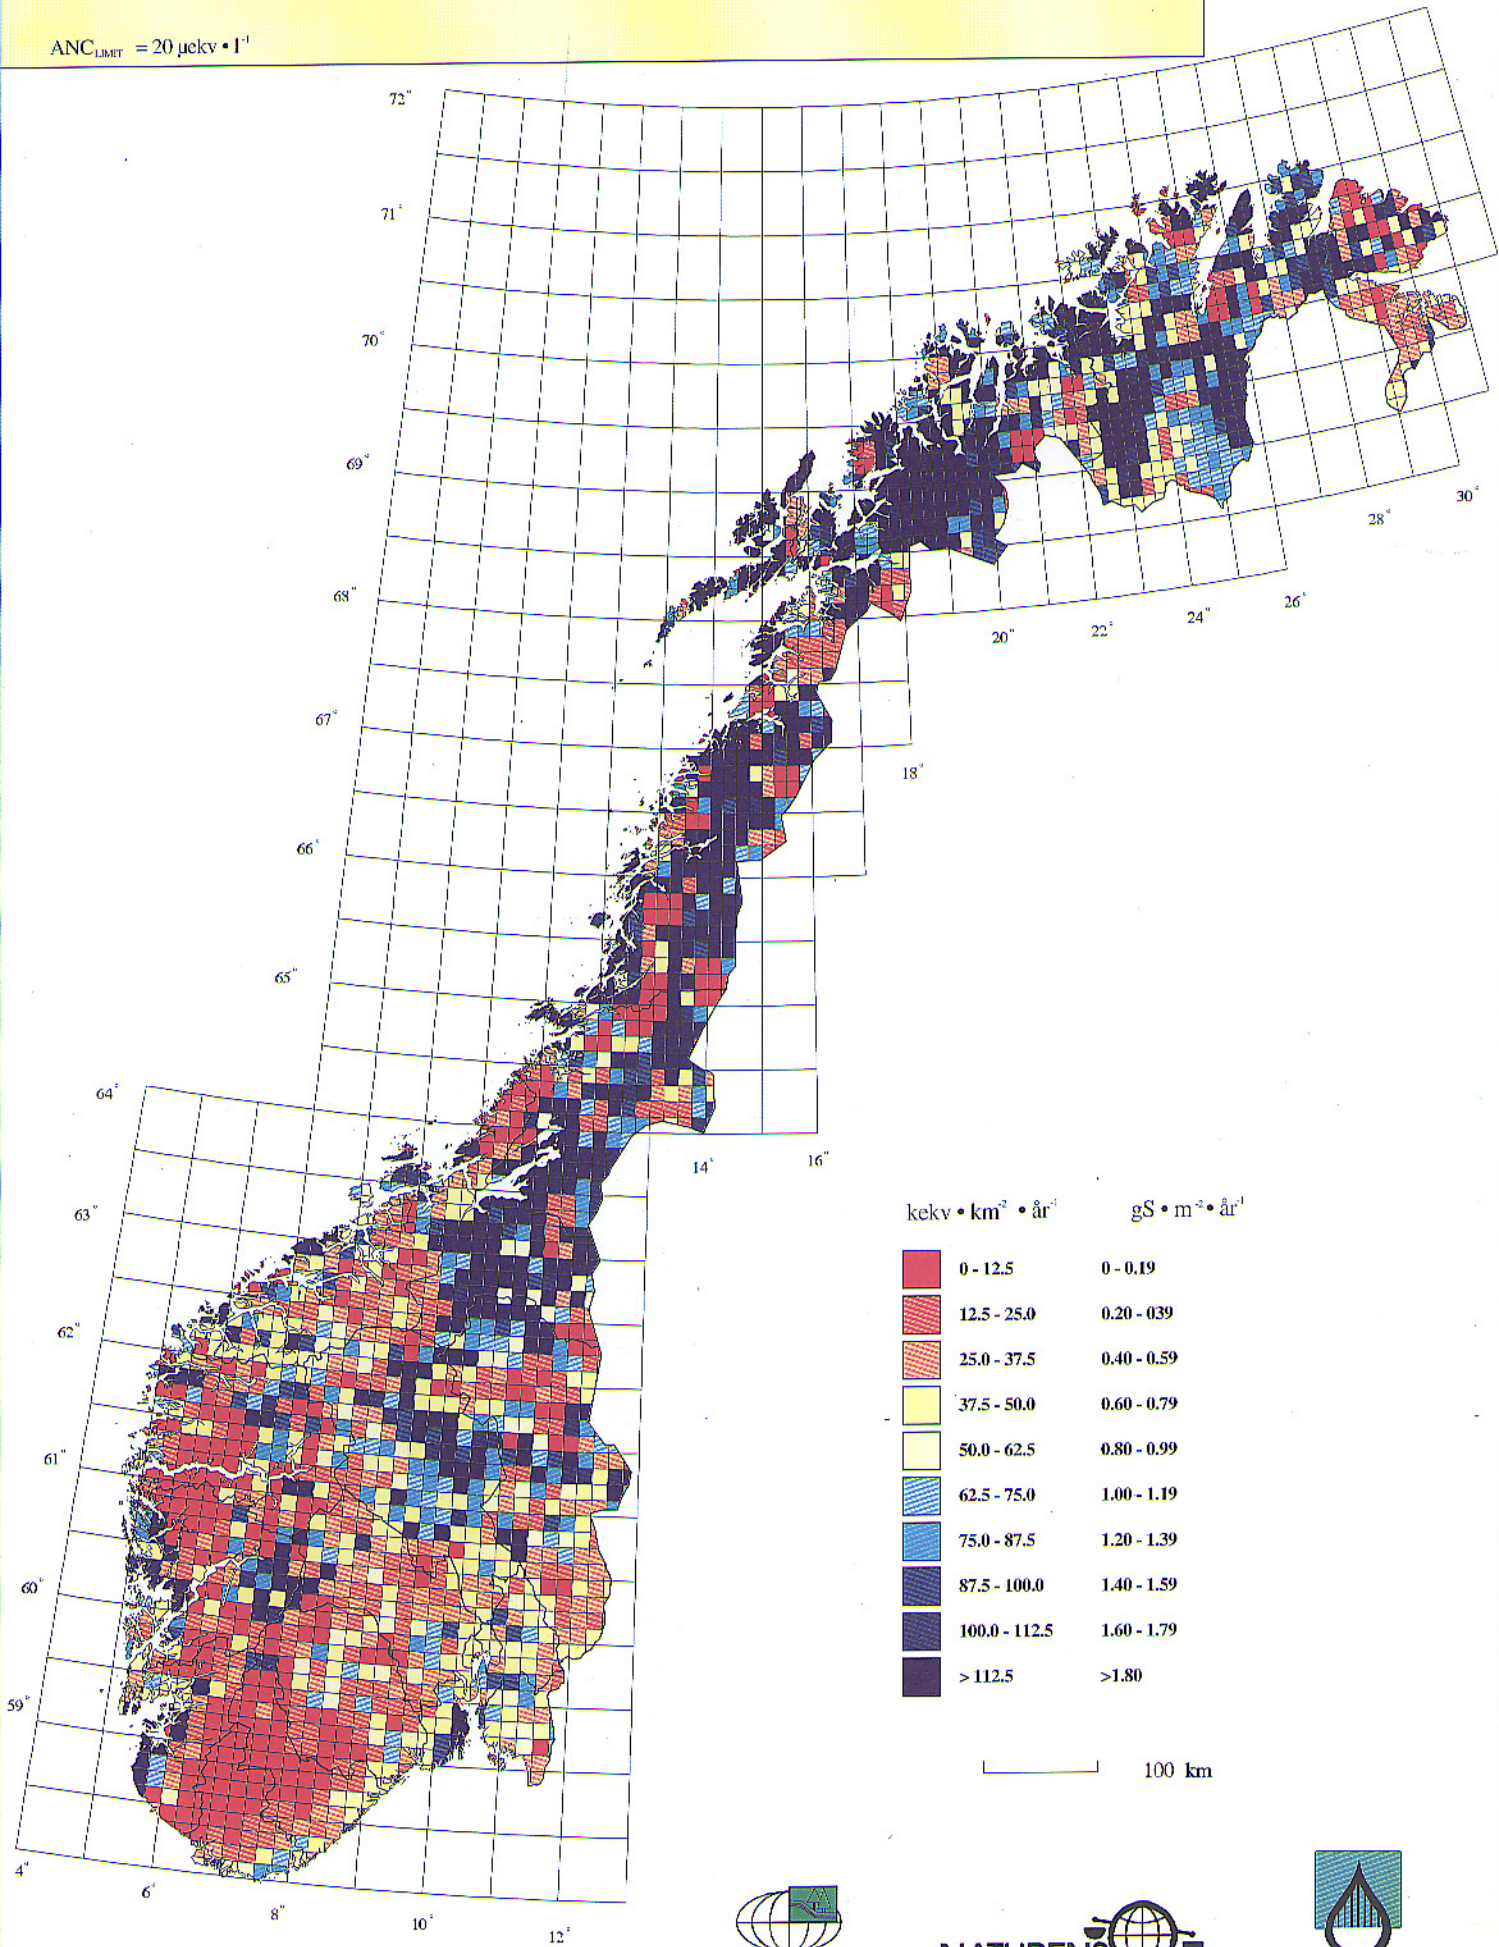 ANC LIMIT = 20 µekv • l⁻¹
72°
71°
70°
69°
68°
67°
66°
65°
64°
63°
62°
61°
60°
59°
30°
28°
26°
24°
22°
20°
18°
16°
14°
4°
6°
8°
10°
12°
kekv • km⁻² • år⁻¹ gS • m⁻² • år⁻¹
0 - 12.5 0 - 0.19
12.5 - 25.0 0.20 - 039
25.0 - 37.5 0.40 - 0.59
37.5 - 50.0 0.60 - 0.79
50.0 - 62.5 0.80 - 0.99
62.5 - 75.0 1.00 - 1.19
75.0 - 87.5 1.20 - 1.39
87.5 - 100.0 1.40 - 1.59
100.0 - 112.5 1.60 - 1.79
> 112.5 >1.80
100 km